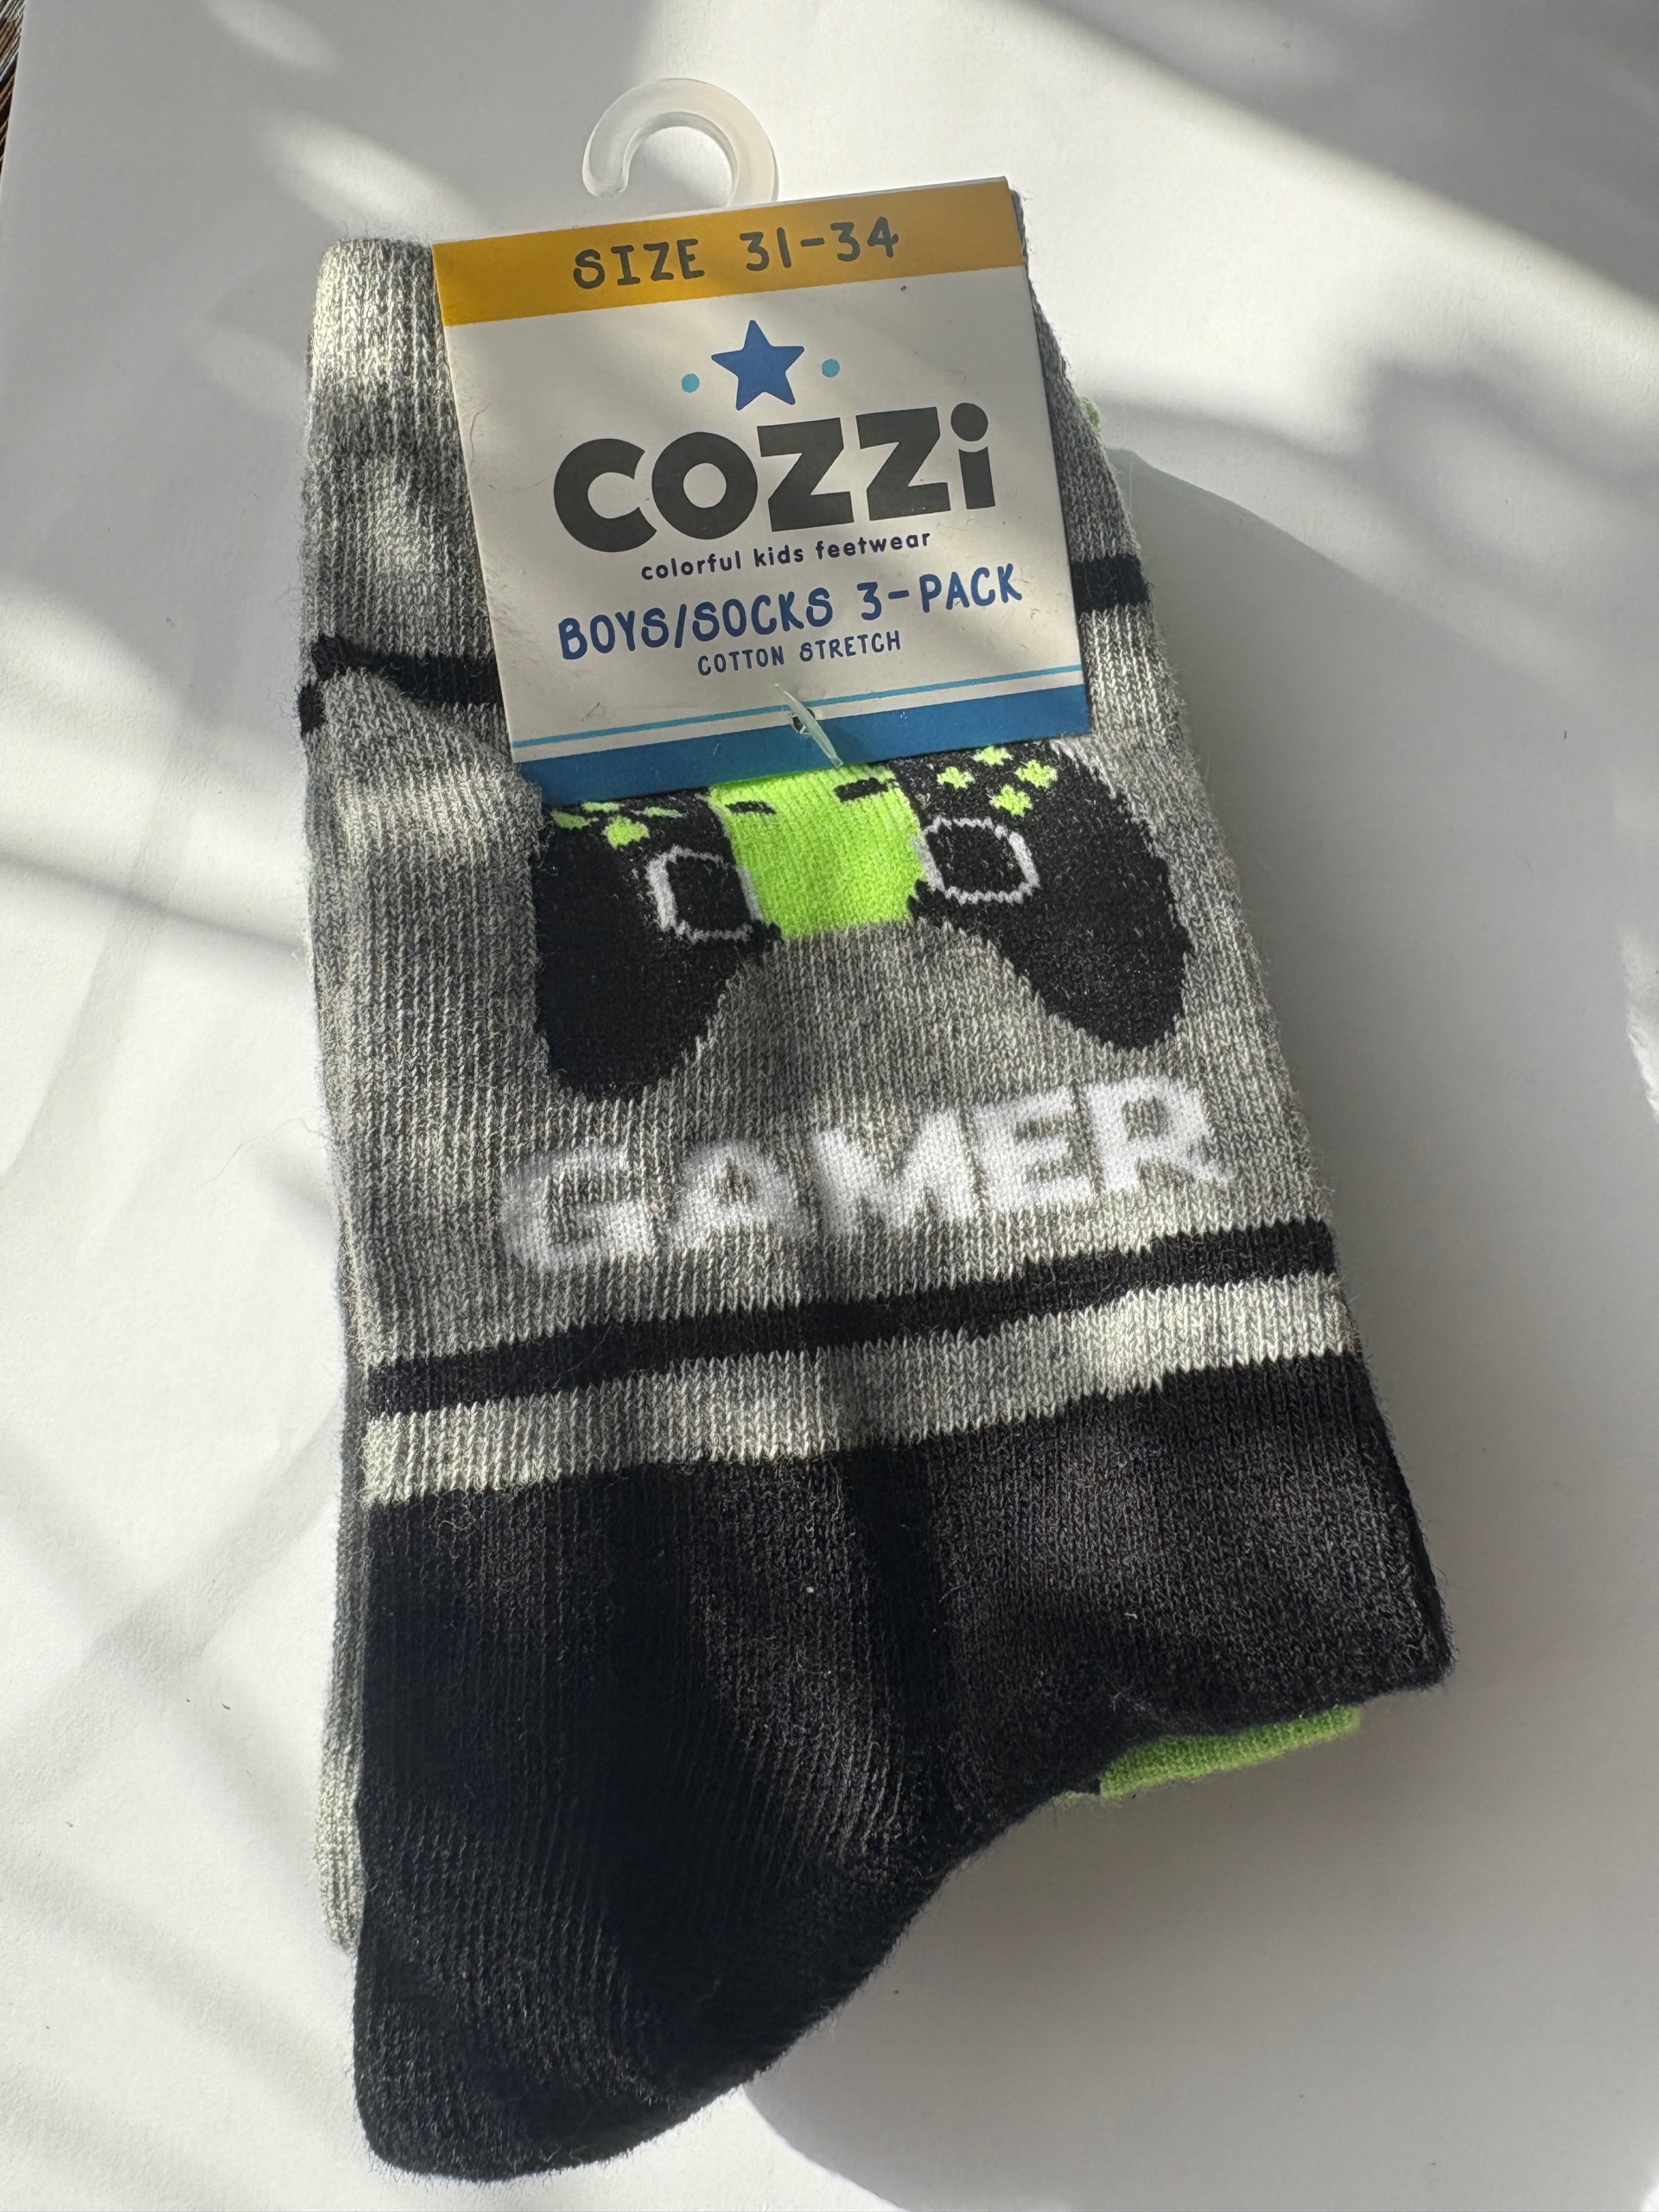 SIZE 31-34
COZZi
colorful kids feetwear
BOYS/SOCKS 3-PACK
COTTON STRETCH
GAMER